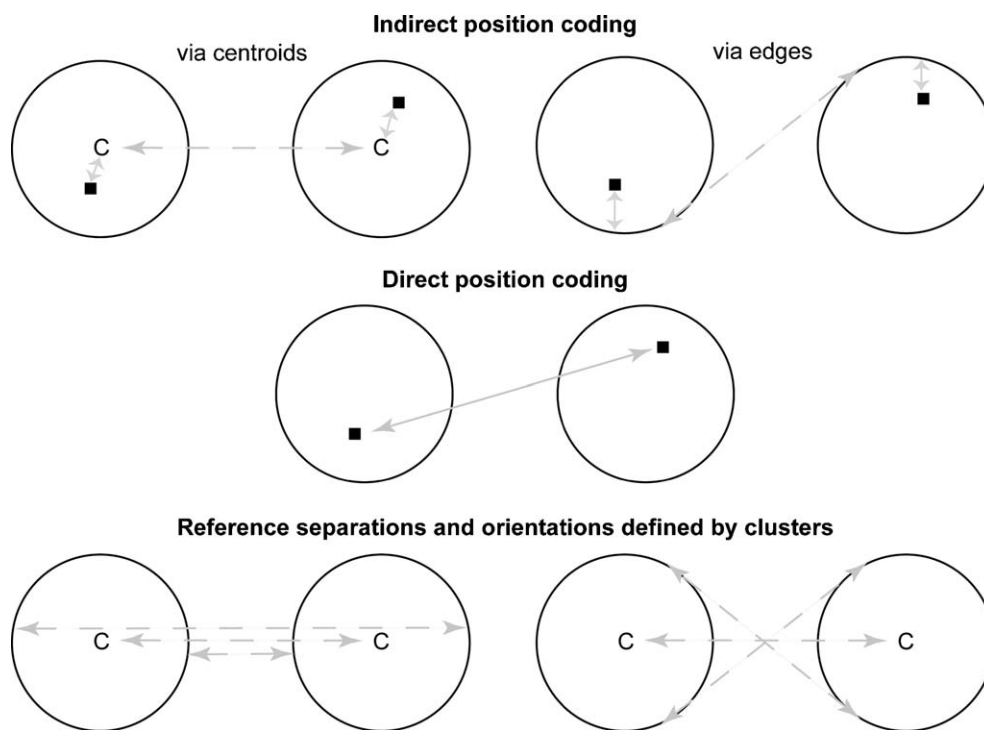 Indirect position coding
via centroids
via edges
C
C
Direct position coding
Reference separations and orientations defined by clusters
C
C
C
C